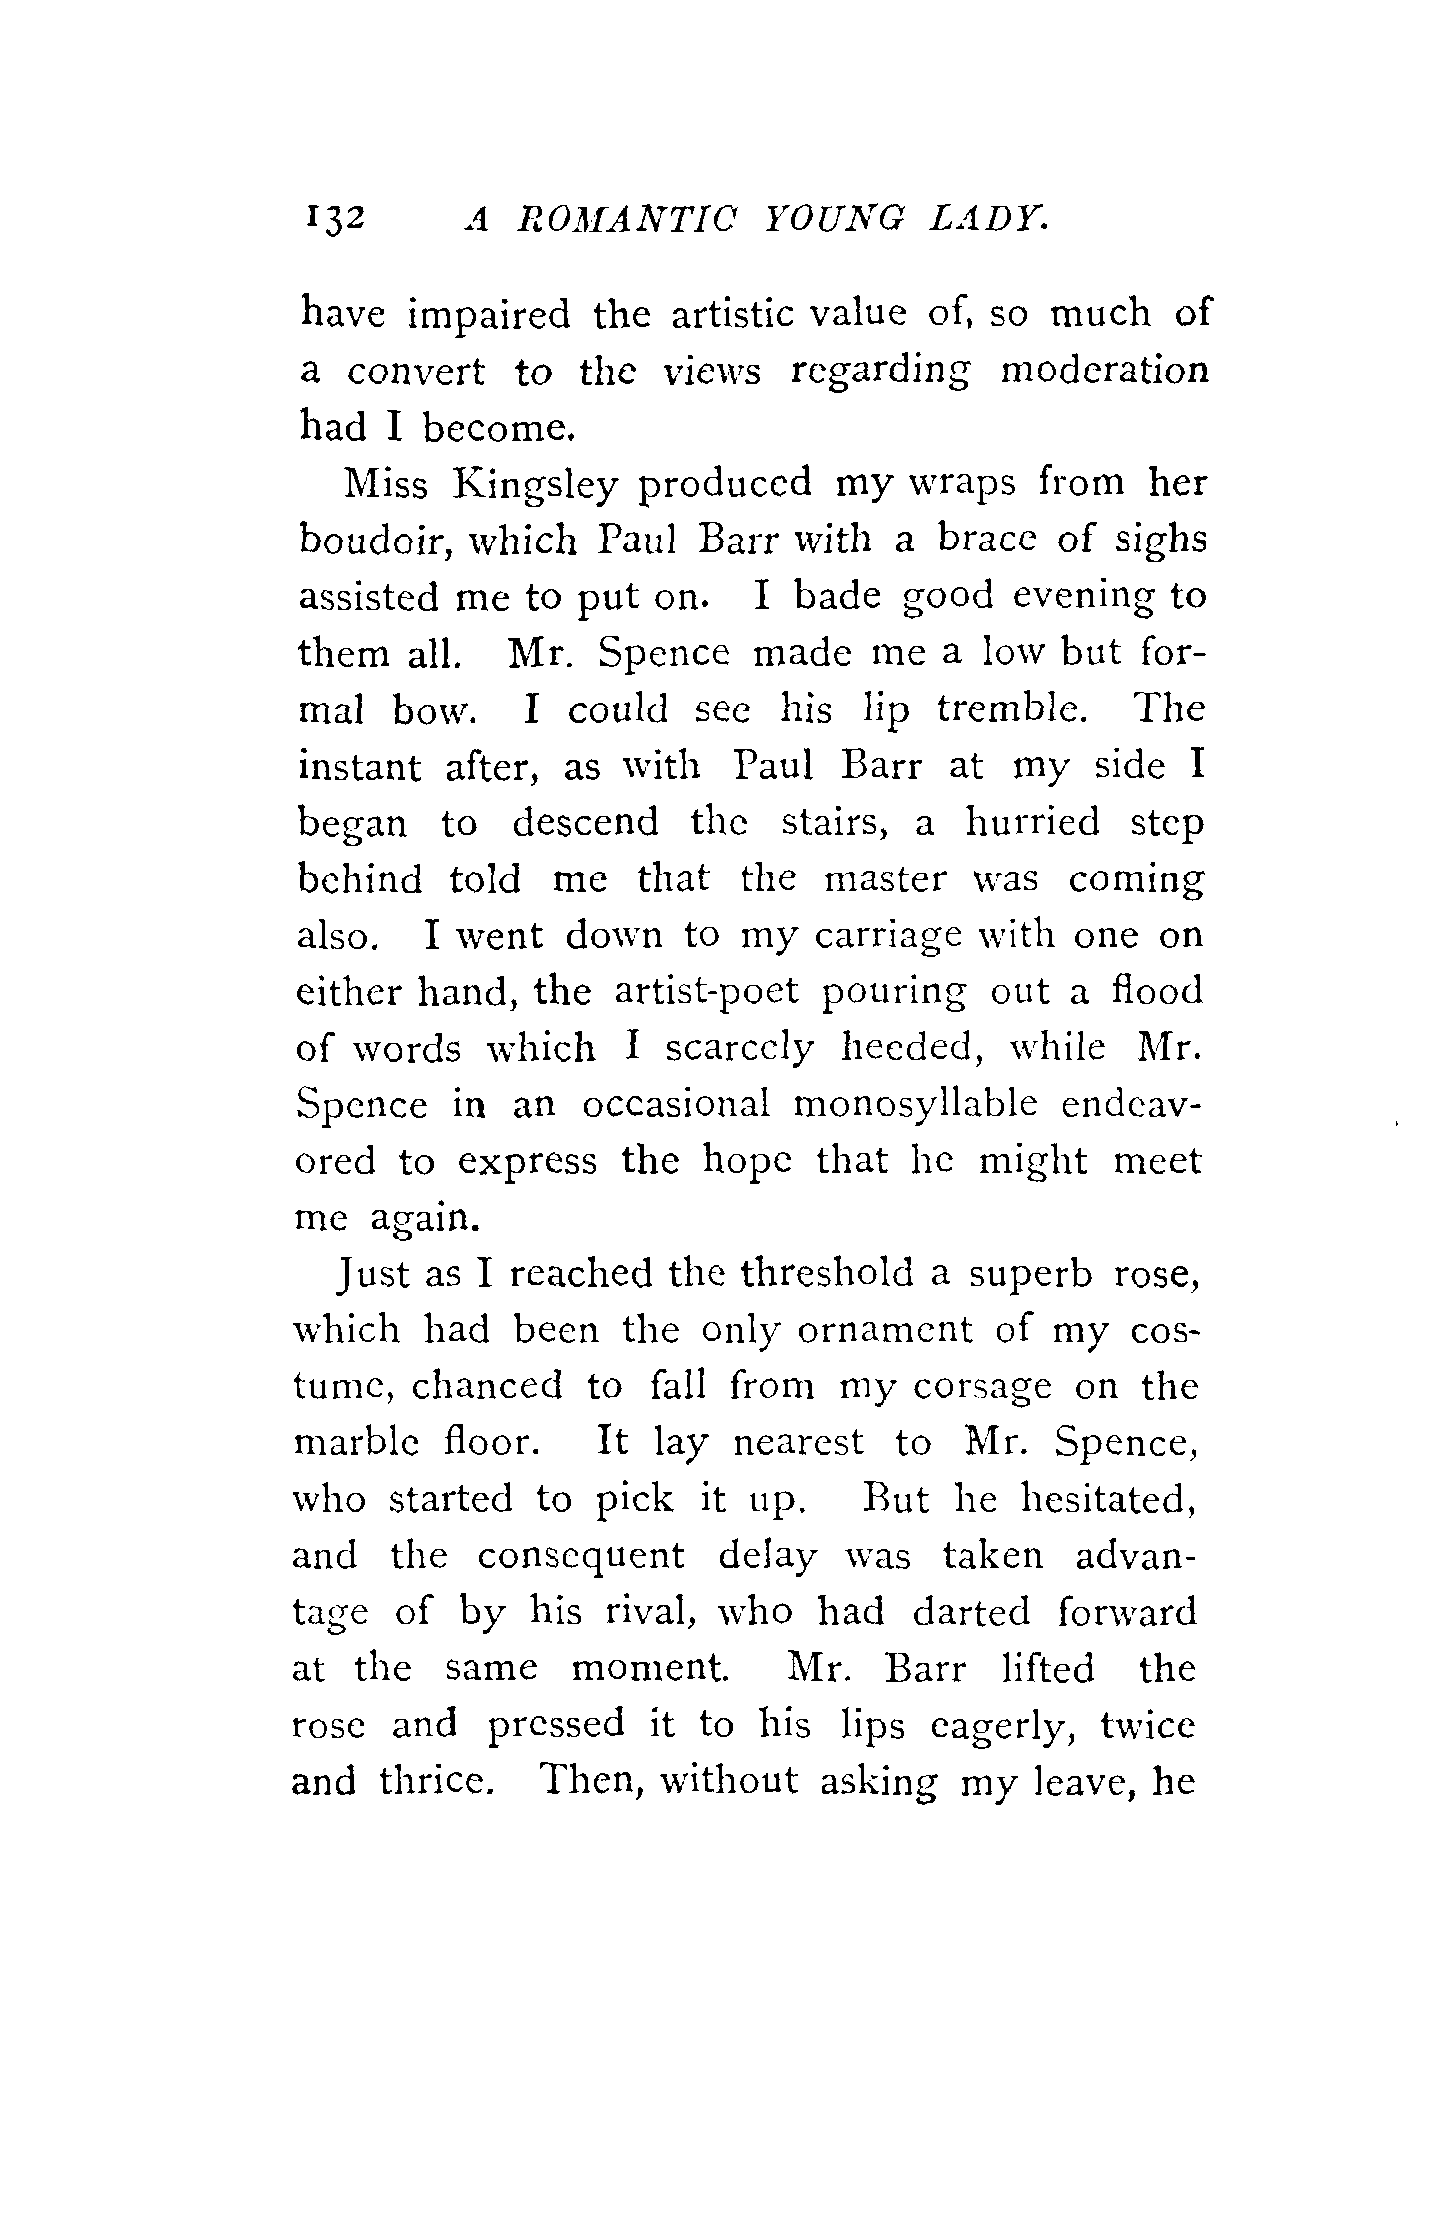 132 A ROMANTIC YOUNG LADY.
have impaired the artistic value of, so much of
a convert to the views regarding moderation
had I become.
Miss Kingsley produced my wraps from her
boudoir, which Paul Barr with a brace of sighs
assisted me to put on. I bade good evening to
them all. Mr. Spence made me a low but for-
mal bow. I could see his lip tremble. The
instant after, as with Paul Barr at my side I
began to descend the stairs, a hurried step
behind told me that the master was coming
also. I went down to my carriage with one on
either hand, the artist-poet pouring out a flood
of words which I scarcely heeded, while Mr.
Spence in an occasional monosyllable endeav-
ored to express the hope that he might meet
me again.
Just as I reached the threshold a superb rose,
which had been the only ornament of my cos-
tume, chanced to fall from my corsage on the
marble floor. It lay nearest to Mr. Spence,
who started to pick it up. But he hesitated,
and the consequent delay was taken advan-
tage of by his rival, who had darted forward
at the same moment. Mr. Barr lifted the
rose and pressed it to his lips eagerly, twice
and thrice. Then, without asking my leave, he